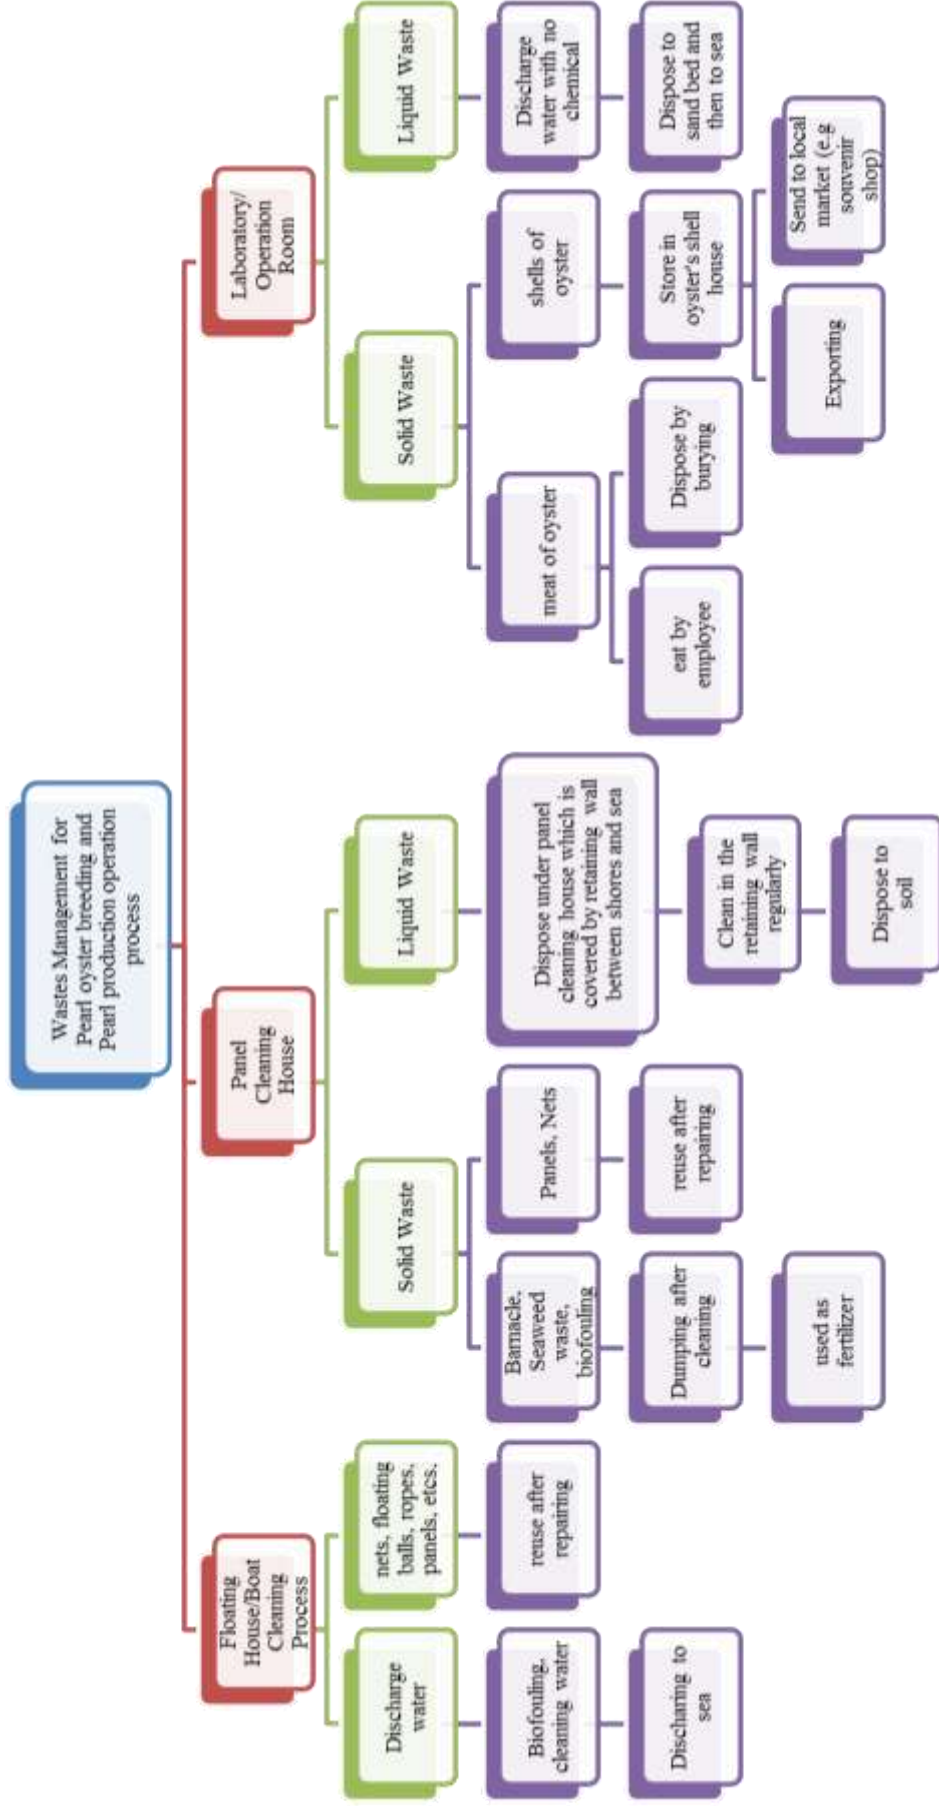 Wastes Management for
Pearl oyster breeding and
Pearl production operation
process
Floating
House/Boat
Cleaning
Process
Discharge
water
Biofouling,
cleaning water
Discharing to
sea
nets, floating
balls, ropes,
panels, etcs.
reuse after
repairing
Panel
Cleaning
House
Solid Waste
Barnacle,
Seaweed
waste,
biofouling
Dumping after
cleaning
used as
fertilizer
Panels, Nets
reuse after
repairing
Liquid Waste
Dispose under panel
cleaning house which is
covered by retaining wall
between shores and sea
Clean in the
retaining wall
regularly
Dispose to
soil
Laboratory/
Operation
Room
Solid Waste
meat of oyster
eat by
employee
Dispose by
burying
shells of
oyster
Store in
oyster's shell
house
Exporting
Send to local
market (e.g
souvenir
shop)
Liquid Waste
Discharge
water with no
chemical
Dispose to
sand bed and
then to sea